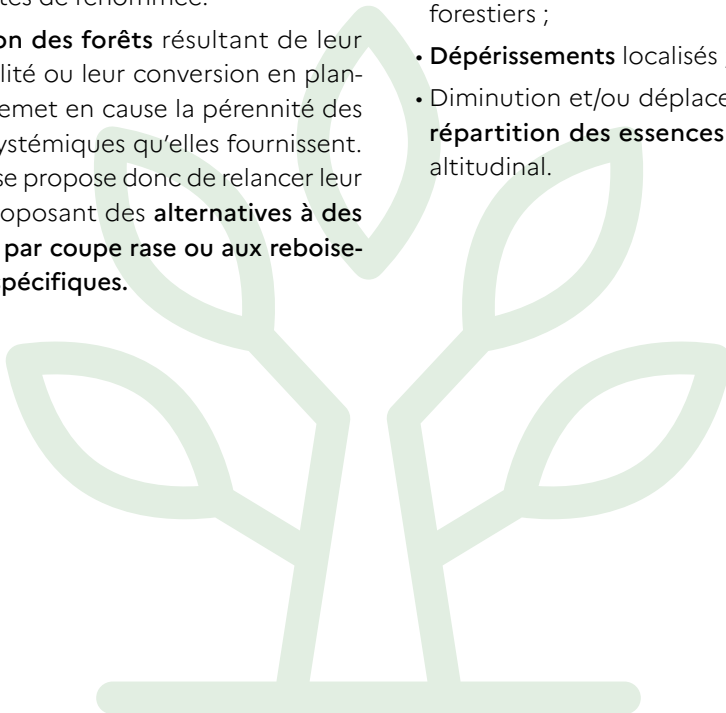 tes de renommée.
on des forêts résultant de leur
lité ou leur conversion en plan-
emet en cause la pérennité des
ystémiques qu'elles fournissent.
se propose donc de relancer leur
oposant des alternatives à des
par coupe rase ou aux reboise-
pécifiques.
forestiers ;
• Dépérissements localisés ;
• Diminution et/ou déplace
répartition des essences
altitudinal.